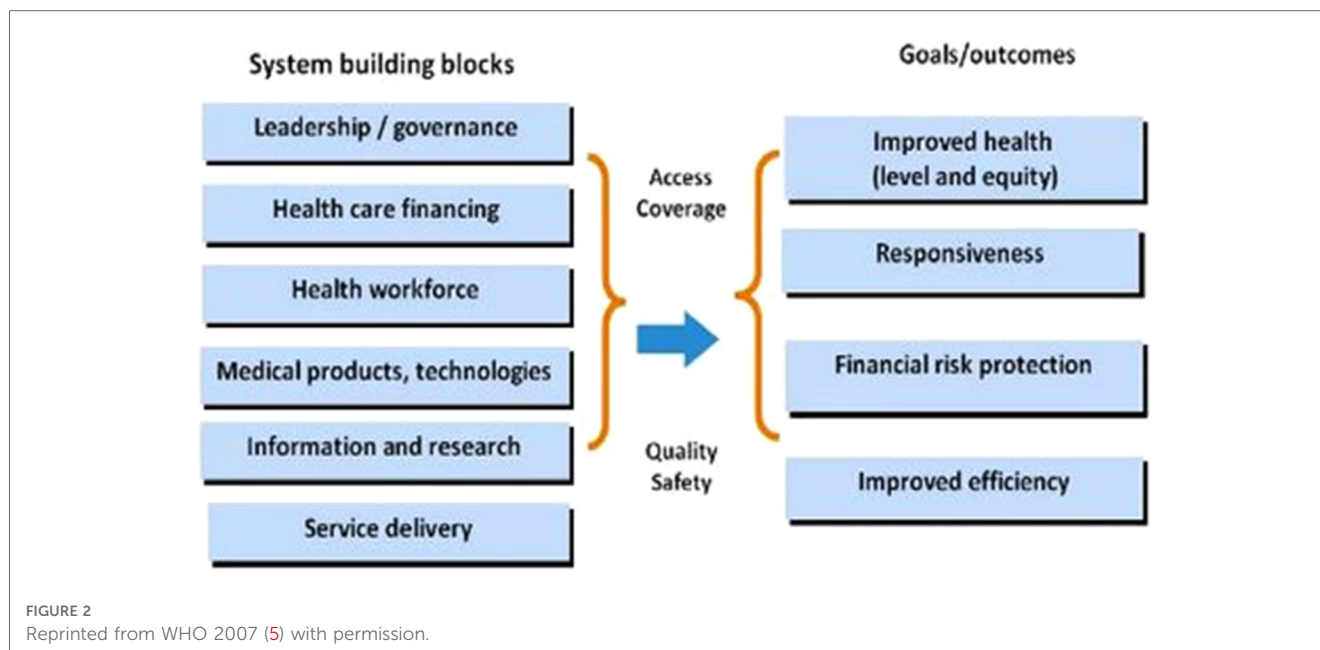 System building blocks
Leadership / governance
Health care financing
Health workforce
Medical products, technologies
Information and research
Service delivery
Access
Coverage
Quality
Safety
Goals/outcomes
Improved health
(level and equity)
Responsiveness
Financial risk protection
Improved efficiency
FIGURE 2
Reprinted from WHO 2007 (5) with permission.